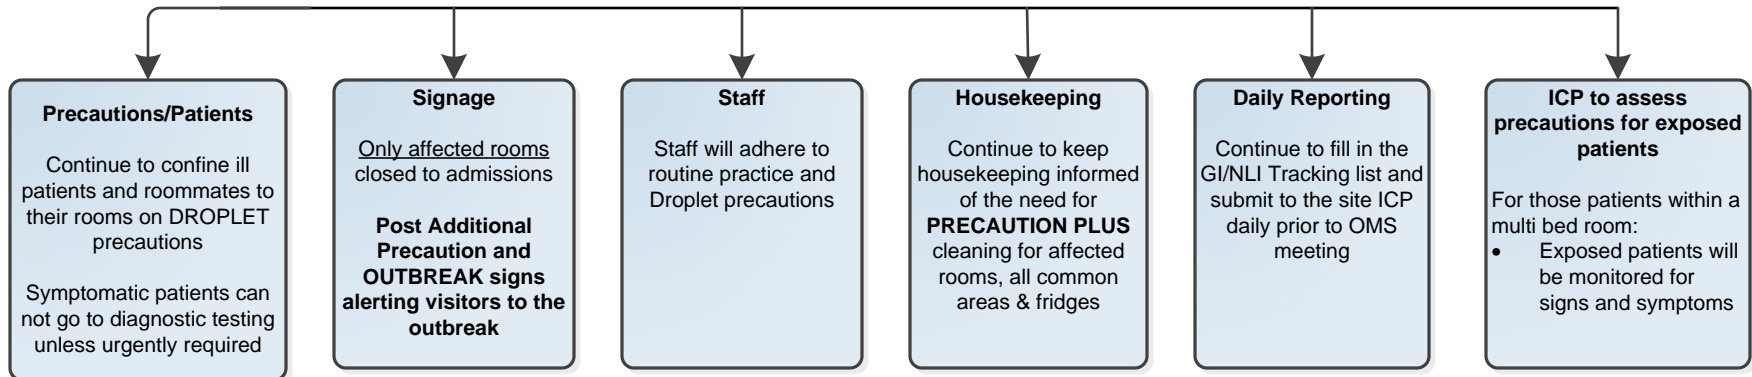 Precautions/Patients
Continue to confine ill
patients and roommates to
their rooms on DROPLET
precautions
Symptomatic patients can
not go to diagnostic testing
unless urgently required
Signage
Only affected rooms
closed to admissions
Post Additional
Precaution and
OUTBREAK signs
alerting visitors to the
outbreak
Staff
Staff will adhere to
routine practice and
Droplet precautions
Housekeeping
Continue to keep
housekeeping informed
of the need for
PRECAUTION PLUS
cleaning for affected
rooms, all common
areas & fridges
Daily Reporting
Continue to fill in the
GI/NLI Tracking list and
submit to the site ICP
daily prior to OMS
meeting
ICP to assess
precautions for exposed
patients
For those patients within a
multi bed room:
• Exposed patients will
be monitored for
signs and symptoms